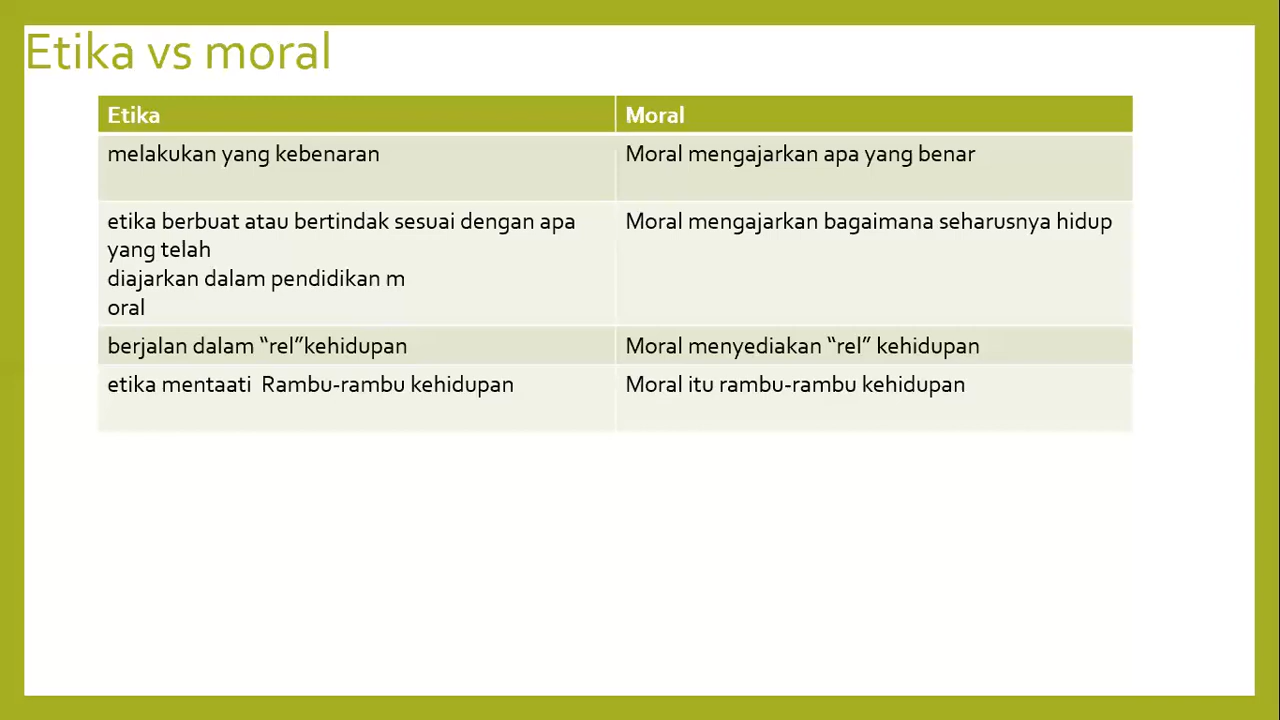 Etika vs moral
Etika
Moral
melakukan yang kebenaran
Moral mengajarkan apa yang benar
etika berbuat atau bertindak sesuai dengan apa
yang telah
diajarkan dalam pendidikan m
oral
Moral mengajarkan bagaimana seharusnya hidup
berjalan dalam “rel”kehidupan
Moral menyediakan “rel” kehidupan
etika mentaati  Rambu-rambu kehidupan
Moral itu rambu-rambu kehidupan